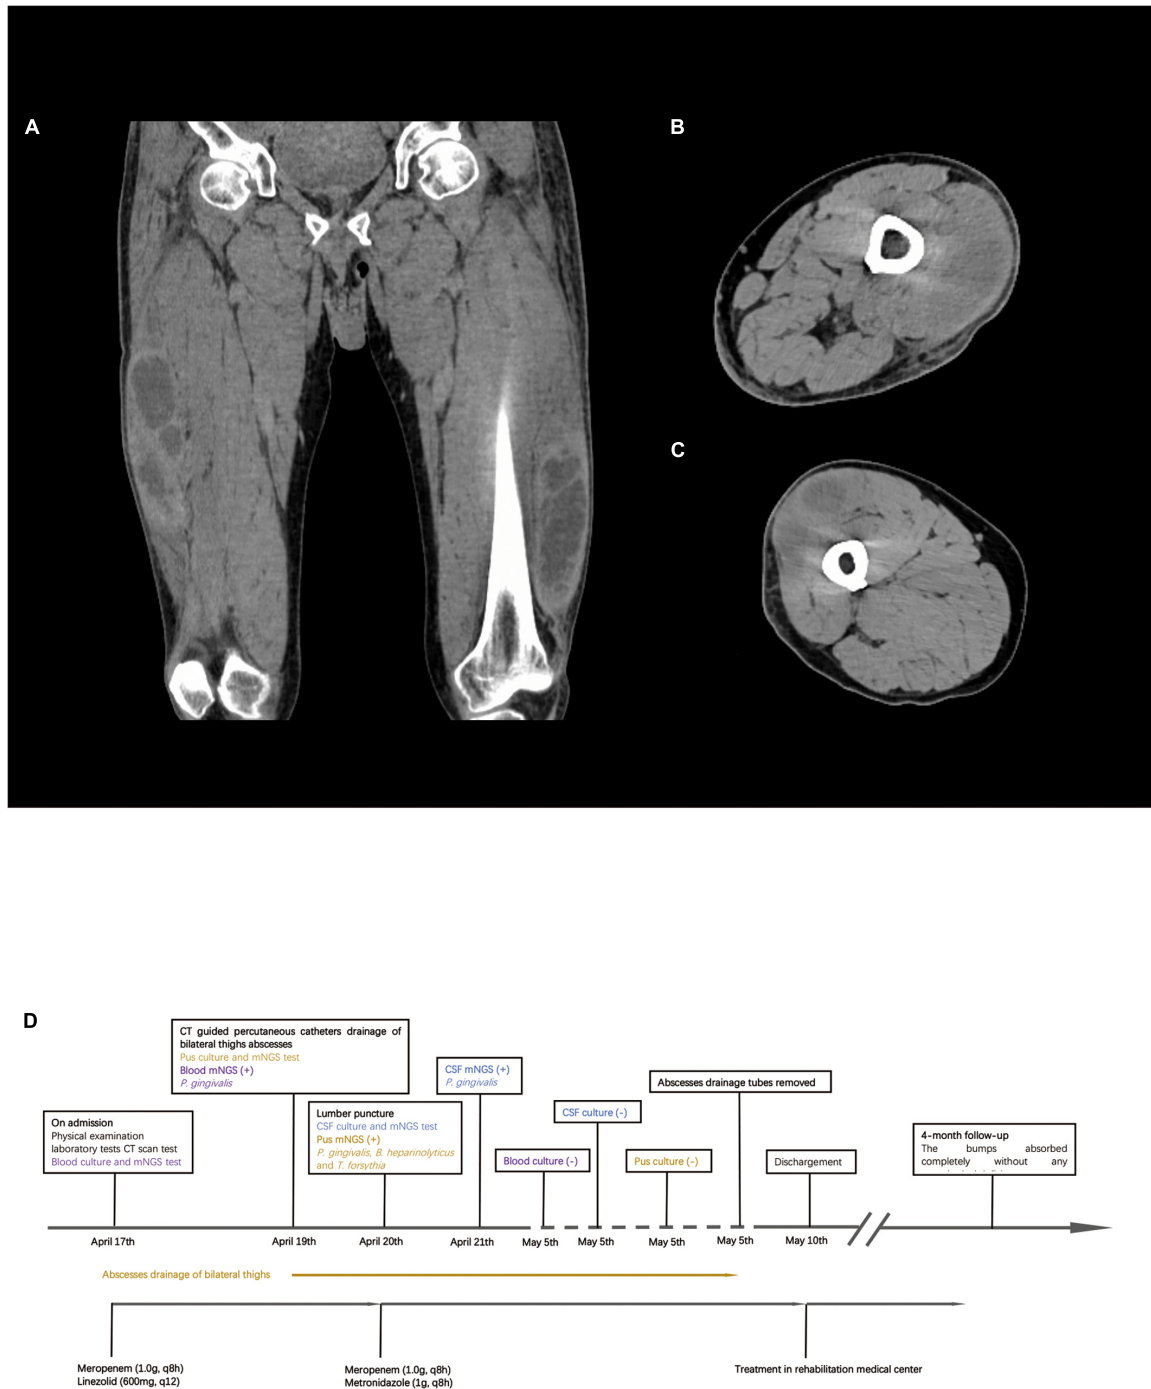 A
B
C
D
CT guided percutaneous catheters drainage of
bilateral thighs abscesses
Pus culture and mNGS test
Blood mNGS (+)
P. gingivalis
CSF mNGS (+)
P. gingivalis
Abscesses drainage tubes removed
On admission
Physical examination
laboratory tests CT scan test
Blood culture and mNGS test
Lumber puncture
CSF culture and mNGS test
Pus mNGS (+)
P. gingivalis, B. heparinolyticus
and T. forsythia
CSF culture (-)
Blood culture (-)
Pus culture (-)
Dischargement
4-month follow-up
The bumps absorbed
completely without any
April 17th
April 19th
April 20th
April 21th
May 5th
May 5th
May 5th
May 5th
May 10th
Abscesses drainage of bilateral thighs
Meropenem (1.0g, q8h)
Linezolid (600mg, q12)
Meropenem (1.0g, q8h)
Metronidazole (1g, q8h)
Treatment in rehabilitation medical center